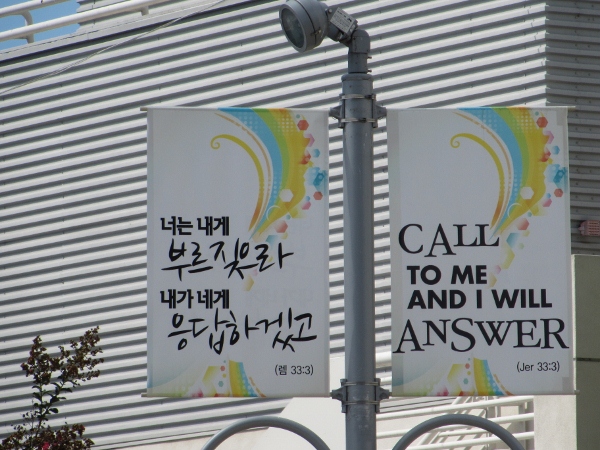 너는 내게
부르짖으라
내가 네게
응답하겠고
(렘 33:3)
CALL
TO ME
AND I WILL
ANSWER
(Jer 33:3)